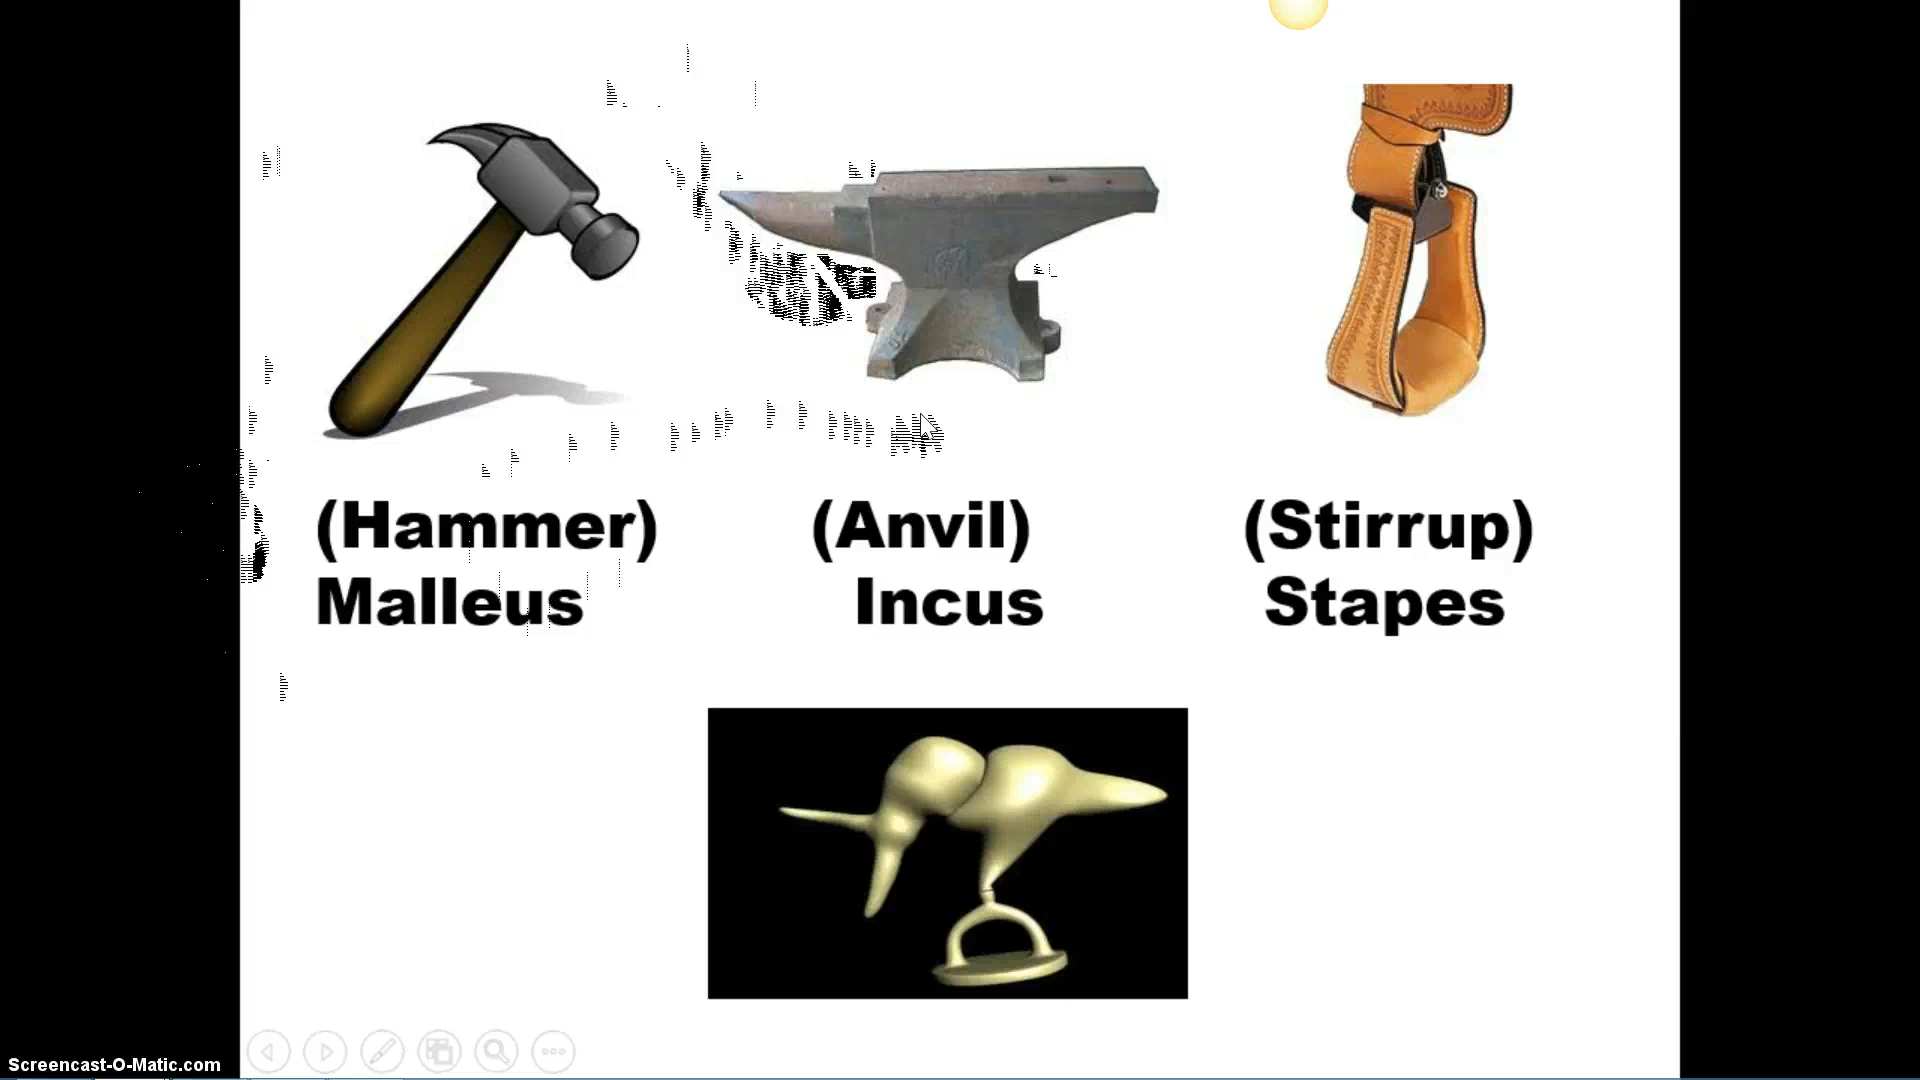 (Hammer) (Anvil) (Stirrup)
Malleus Incus Stapes
Screencast-O-Matic.com